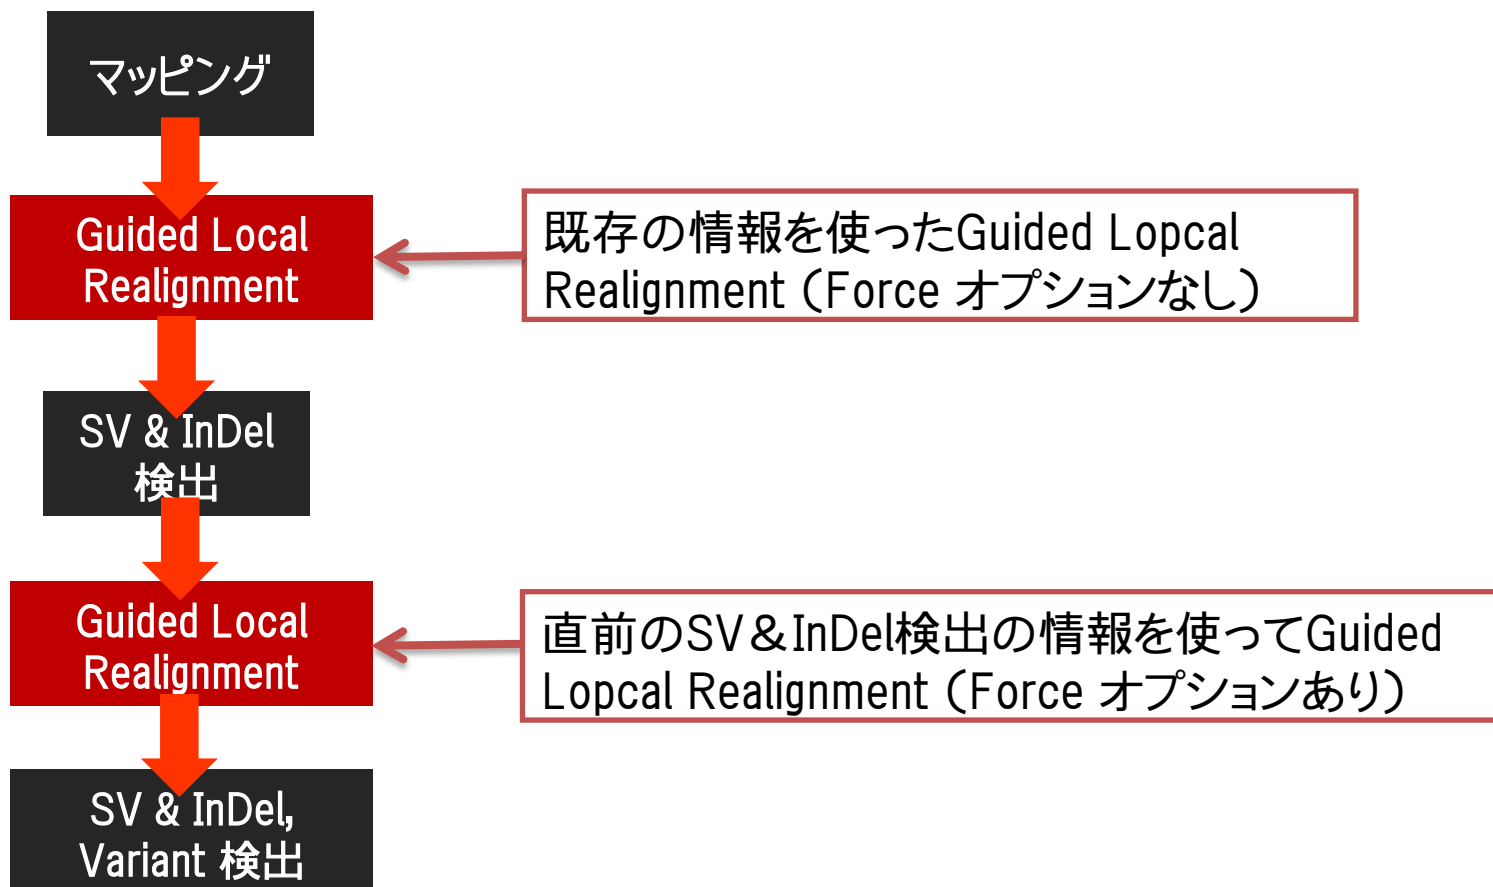 マッピング
Guided Local
Realignment
既存の情報を使ったGuided Lopcal
Realignment (Force オプションなし)
SV & InDel
検出
Guided Local
Realignment
直前のSV&InDel検出の情報を使ってGuided
Lopcal Realignment (Force オプションあり)
SV & InDel,
Variant 検出